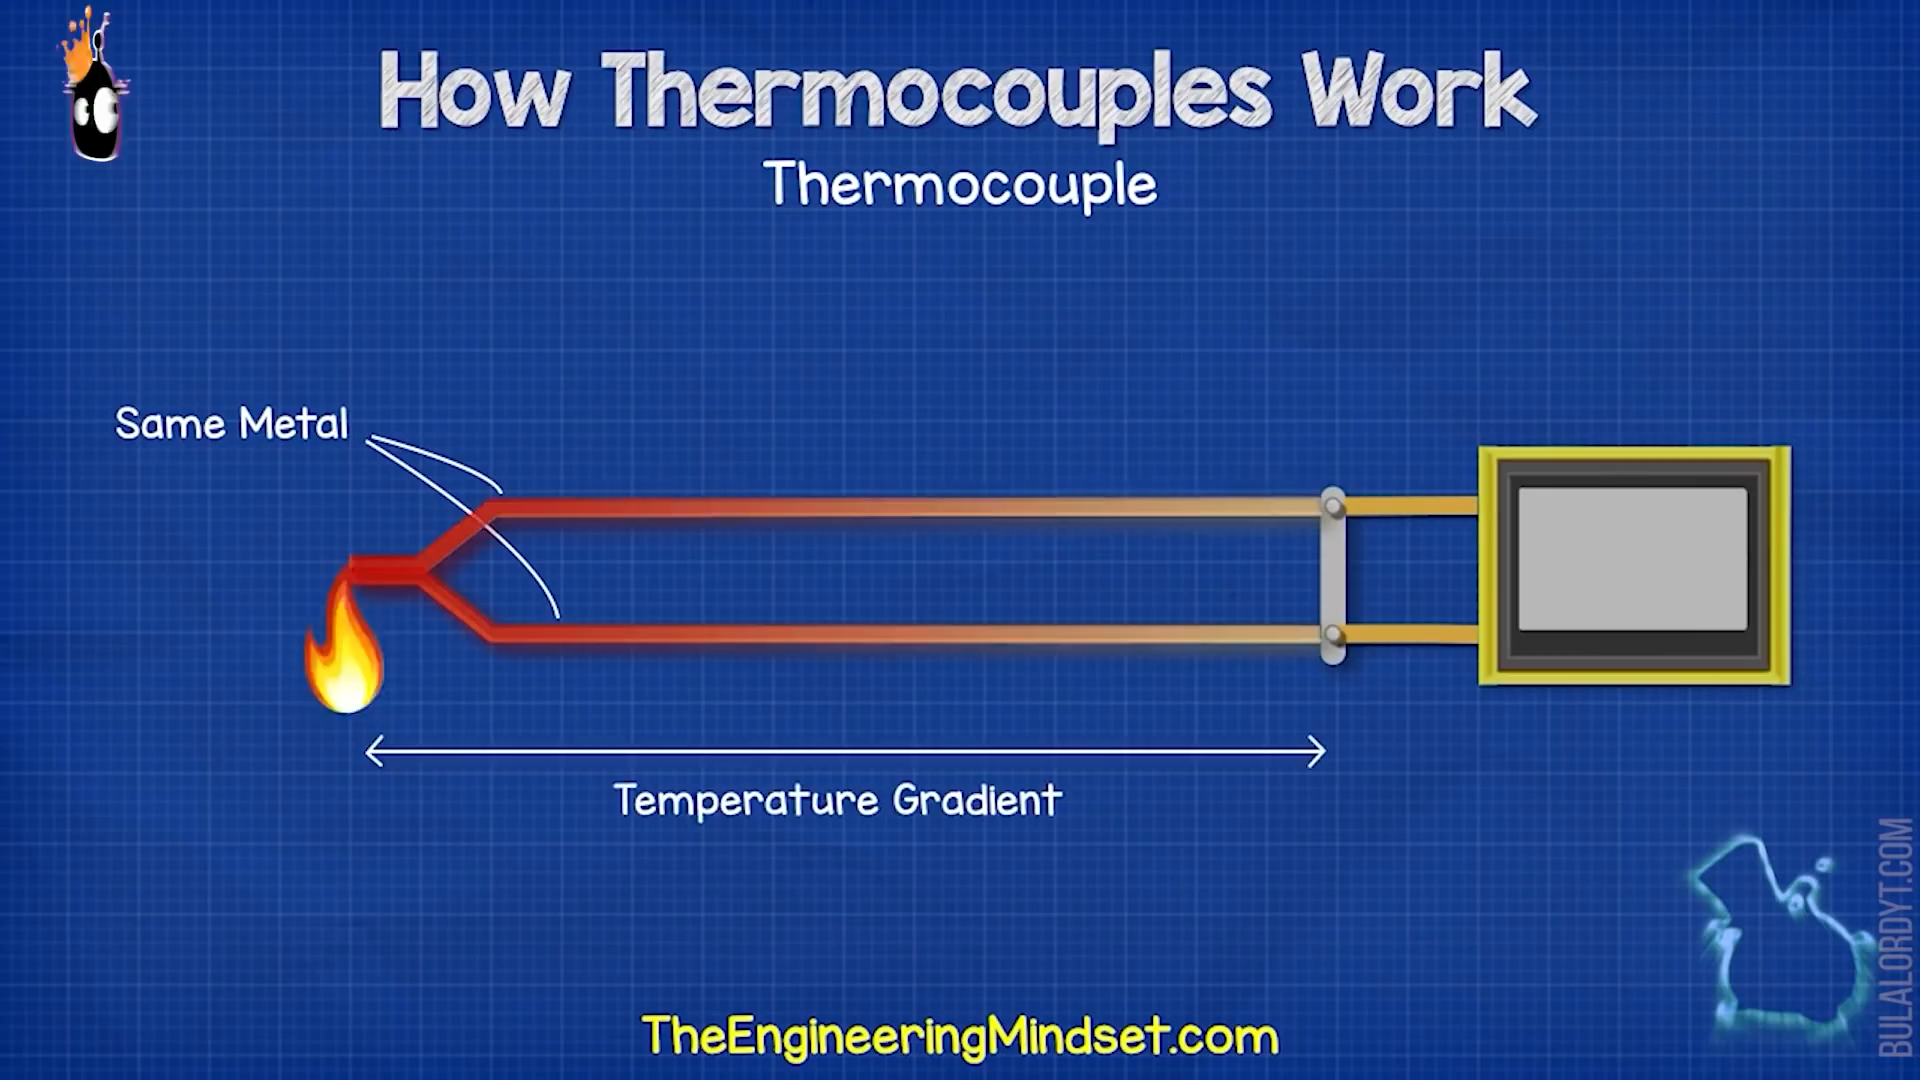 How Thermocouples Work
Thermocouple
Same Metal
Temperature Gradient
TheEngineeringMindset.com
BULALORDYT.COM